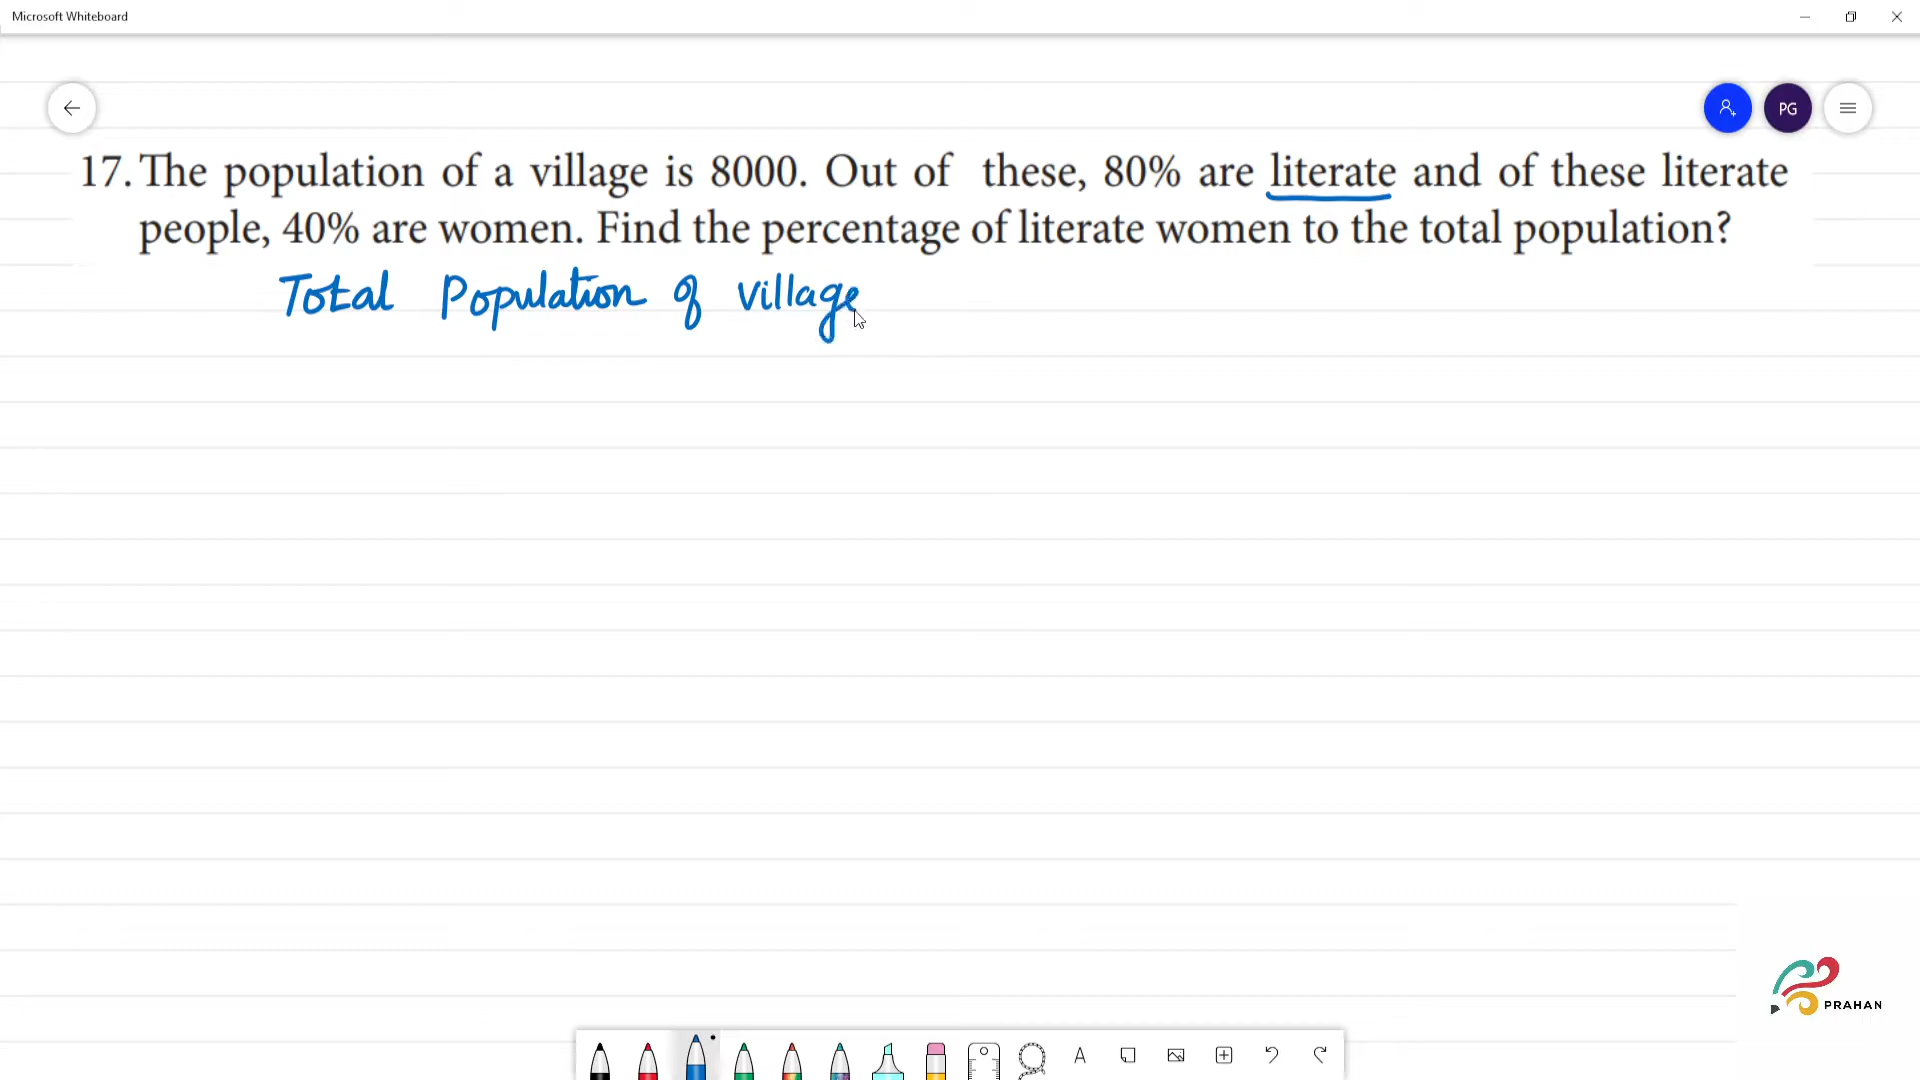 Microsoft Whiteboard
PG
17. The population of a village is 8000. Out of these, 80% are literate and of these literate
people, 40% are women. Find the percentage of literate women to the total population?
Total Population of village
PRAHAN
A